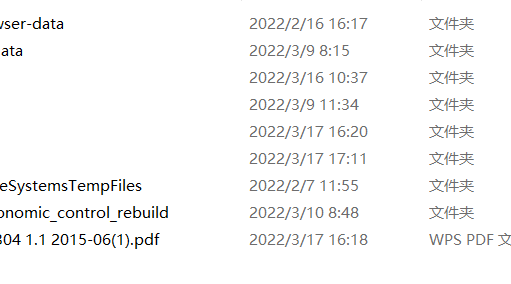 wser-data 2022/2/16 16:17 文件夹
ata 2022/3/9 8:15 文件夹
2022/3/16 10:37 文件夹
2022/3/9 11:34 文件夹
2022/3/17 16:20 文件夹
2022/3/17 17:11 文件夹
eSystemsTempFiles 2022/2/7 11:55 文件夹
onomic_control_rebuild 2022/3/10 8:48 文件夹
304 1.1 2015-06(1).pdf 2022/3/17 16:18 WPS PDF 文